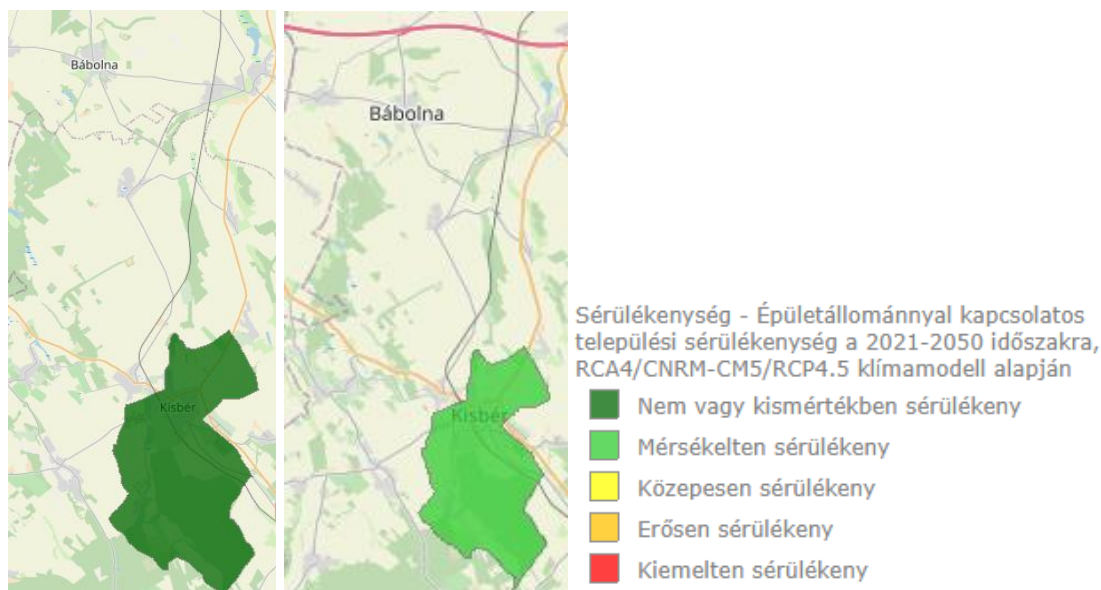 Bábolna
Kisbér
Bábolna
Kisbér
Sérülékenység - Épületállománnyal kapcsolatos
települési sérülékenység a 2021-2050 időszakra,
RCA4/CNRM-CM5/RCP4.5 klímamodell alapján
Nem vagy kismértékben sérülékeny
Mérsékelten sérülékeny
Közepesen sérülékeny
Erősen sérülékeny
Kiemelten sérülékeny